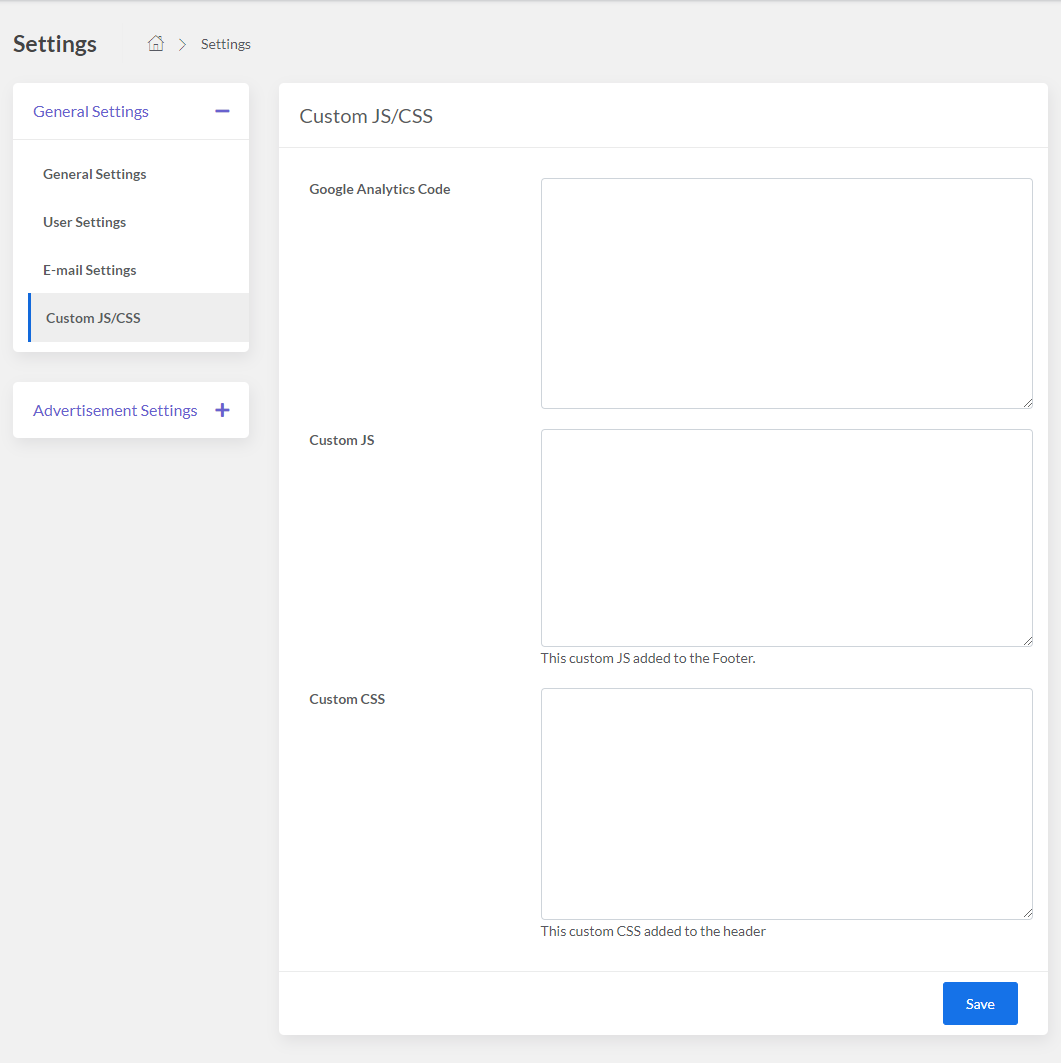 Settings
Settings
General Settings
General Settings
User Settings
E-mail Settings
Custom JS/CSS
Advertisement Settings
Custom JS/CSS
Google Analytics Code
Custom JS
This custom JS added to the Footer.
Custom CSS
This custom CSS added to the header
Save